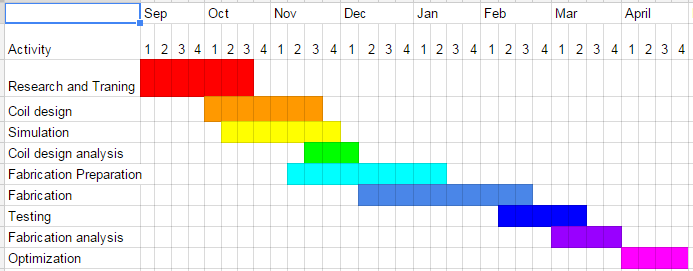 Sep Oct Nov Dec Jan Feb Mar April
Activity 1 2 3 4 1 2 3 4 1 2 3 4 1 2 3 4 1 2 3 4 1 2 3 4 1 2 3 4 1 2 3 4
Research and Traning
Coil design
Simulation
Coil design analysis
Fabrication Preparation
Fabrication
Testing
Fabrication analysis
Optimization